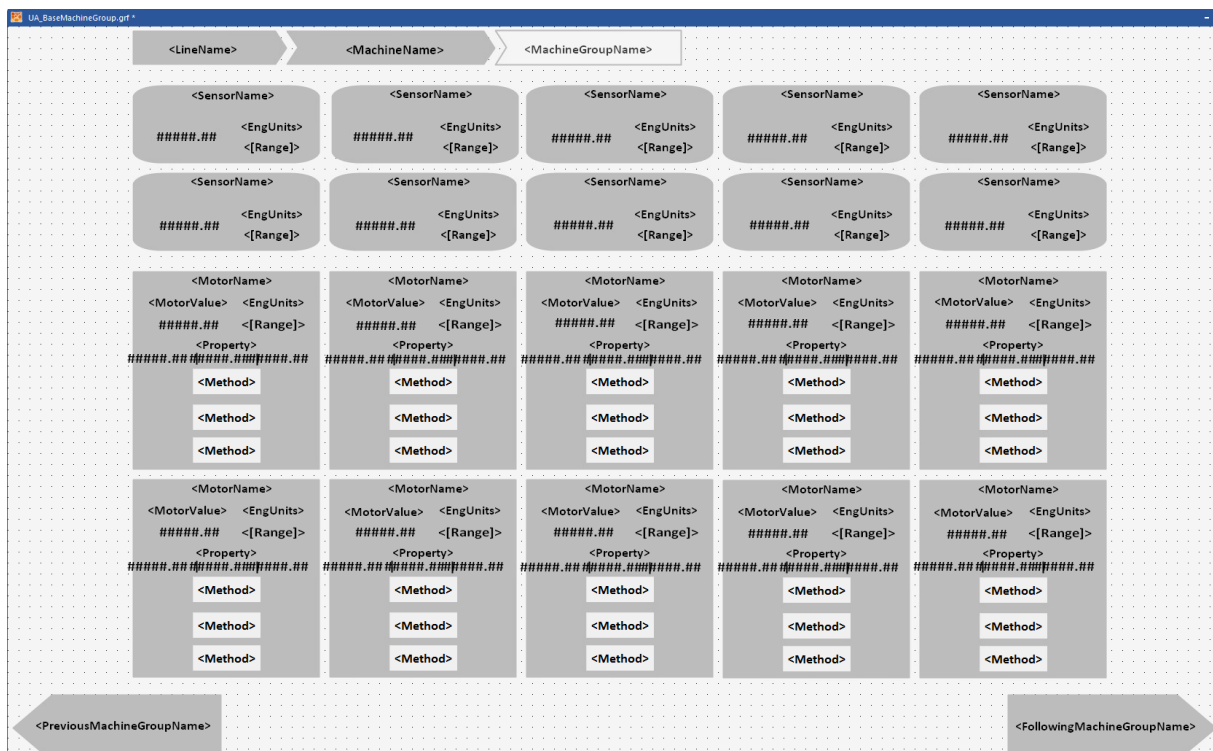 UA_BaseMachineGroup.grf *
<LineName> <MachineName> <MachineGroupName>
<SensorName> <SensorName> <SensorName> <SensorName> <SensorName>
<EngUnits> <EngUnits> <EngUnits> <EngUnits> <EngUnits>
#####.## #####.## #####.## #####.## #####.##
<[Range]> <[Range]> <[Range]> <[Range]> <[Range]>
<SensorName> <SensorName> <SensorName> <SensorName> <SensorName>
<EngUnits> <EngUnits> <EngUnits> <EngUnits> <EngUnits>
#####.## #####.## #####.## #####.## #####.##
<[Range]> <[Range]> <[Range]> <[Range]> <[Range]>
<MotorName> <MotorName> <MotorName> <MotorName> <MotorName>
<MotorValue> <EngUnits> <MotorValue> <EngUnits> <MotorValue> <EngUnits> <MotorValue> <EngUnits> <MotorValue> <EngUnits>
#####.## <[Range]> #####.## <[Range]> #####.## <[Range]> #####.## <[Range]> #####.## <[Range]>
<Property> <Property> <Property> <Property> <Property>
<Method> <Method> <Method> <Method> <Method>
<Method> <Method> <Method> <Method> <Method>
<Method> <Method> <Method> <Method> <Method>
<MotorName> <MotorName> <MotorName> <MotorName> <MotorName>
<MotorValue> <EngUnits> <MotorValue> <EngUnits> <MotorValue> <EngUnits> <MotorValue> <EngUnits> <MotorValue> <EngUnits>
#####.## <[Range]> #####.## <[Range]> #####.## <[Range]> #####.## <[Range]> #####.## <[Range]>
<Property> <Property> <Property> <Property> <Property>
<Method> <Method> <Method> <Method> <Method>
<Method> <Method> <Method> <Method> <Method>
<Method> <Method> <Method> <Method> <Method>
<PreviousMachineGroupName> <FollowingMachineGroupName>